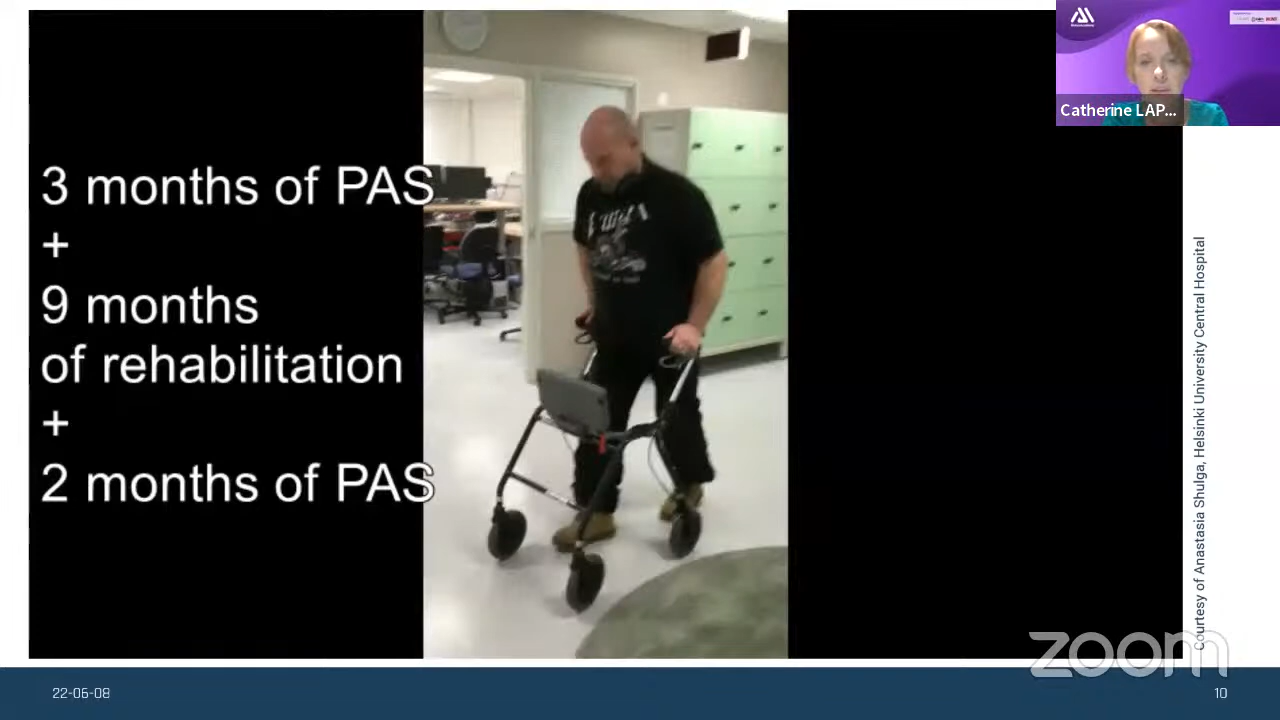 3 months of PAS
+
9 months
of rehabilitation
+
2 months of PAS
Catherine LAP...
Courtesy of Anastasia Shulga, Helsinki University Central Hospital
zoom
22-06-08
10